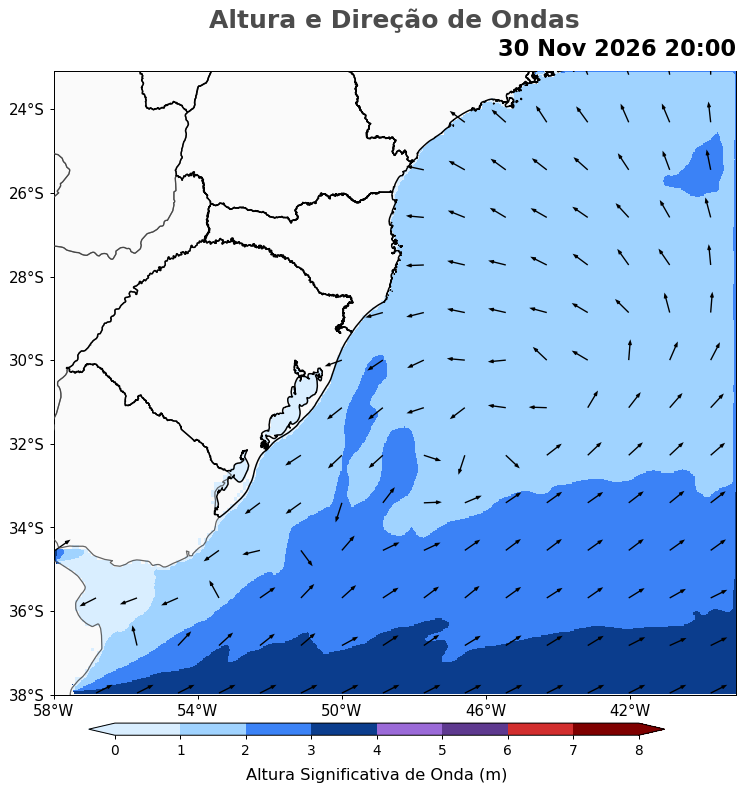 Altura e Direção de Ondas
30 Nov 2026 20:00
24°S
26°S
28°S
30°S
32°S
34°S
36°S
38°S
58°W 54°W 50°W 46°W 42°W
0 1 2 3 4 5 6 7 8
Altura Significativa de Onda (m)